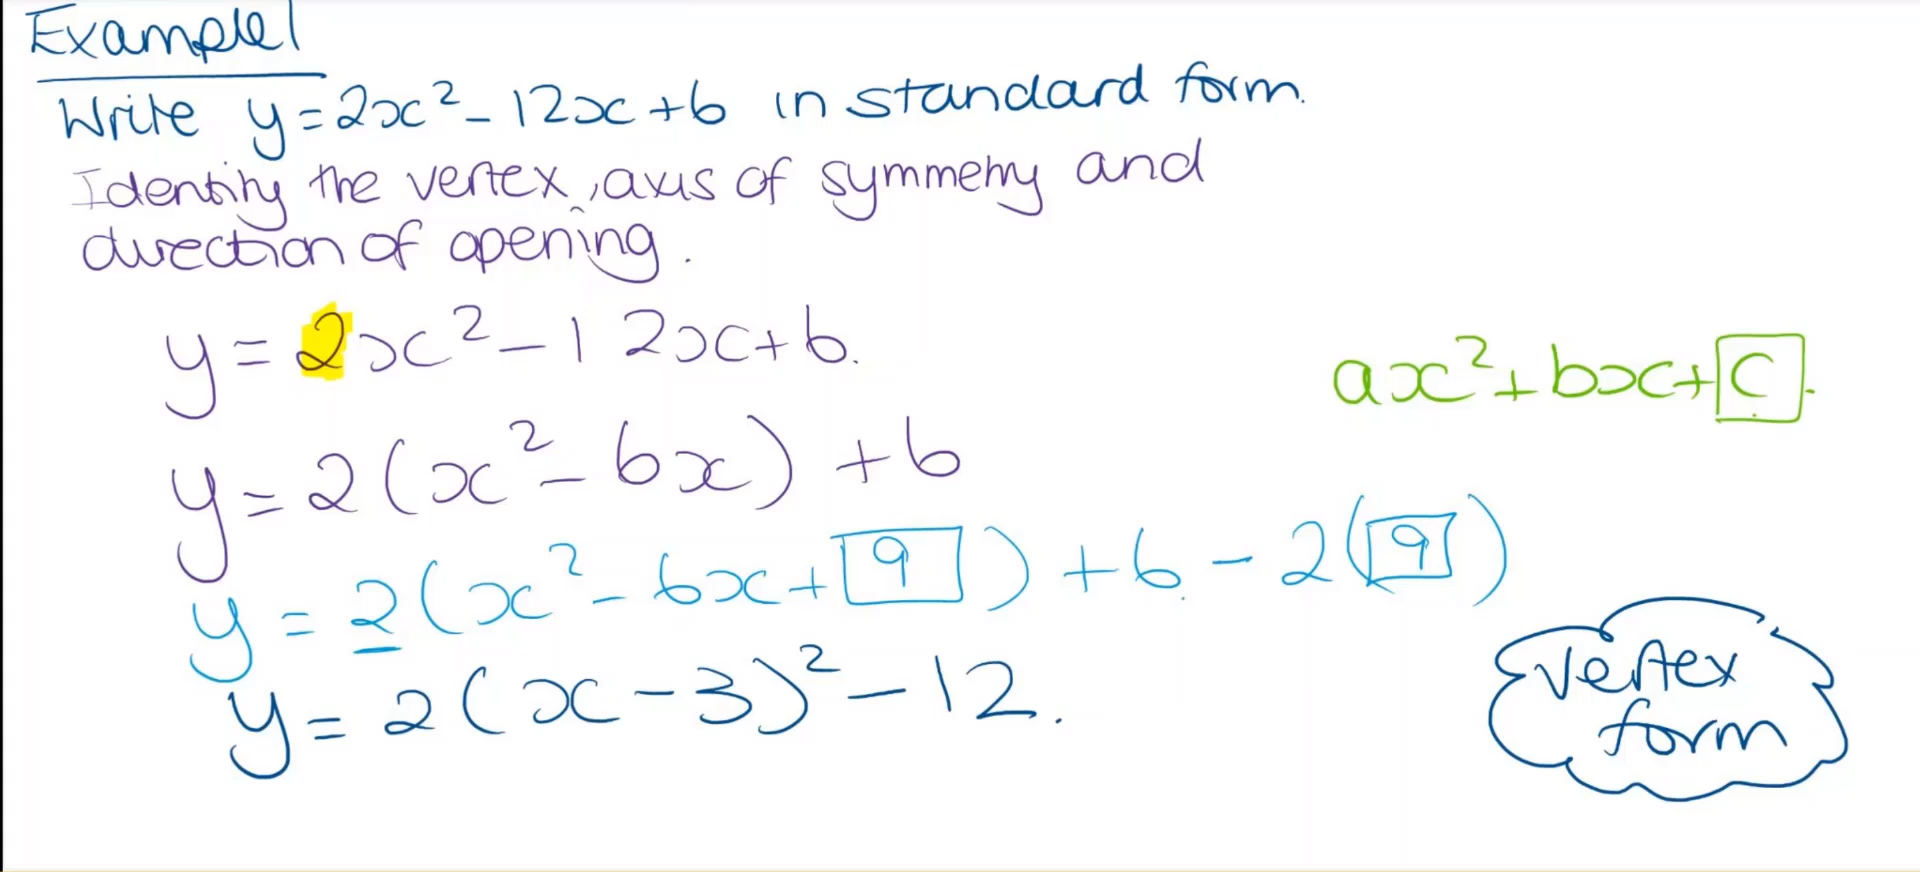 Example 1
Write y=2x²-12x+6 in standard form.
Identify the vertex, axis of symmetry and
direction of opening.
y = 2x²-12x+6.
ax²+bx+c.
y = 2(x²-6x) +6
y = 2(x²-6x+9) +6-2(9)
y = 2(x-3)²-12.
vertex
form